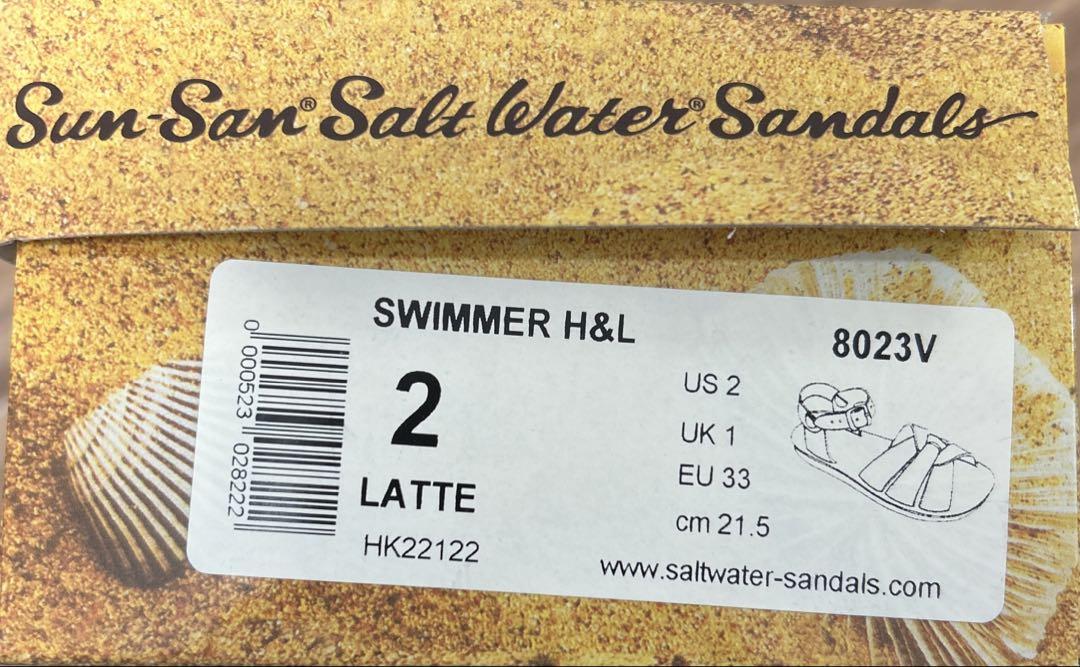 Sun-San® Salt Water® Sandals
SWIMMER H&L
8023V
2
LATTE
HK22122
US 2
UK 1
EU 33
cm 21.5
www.saltwater-sandals.com
0 000523 028222